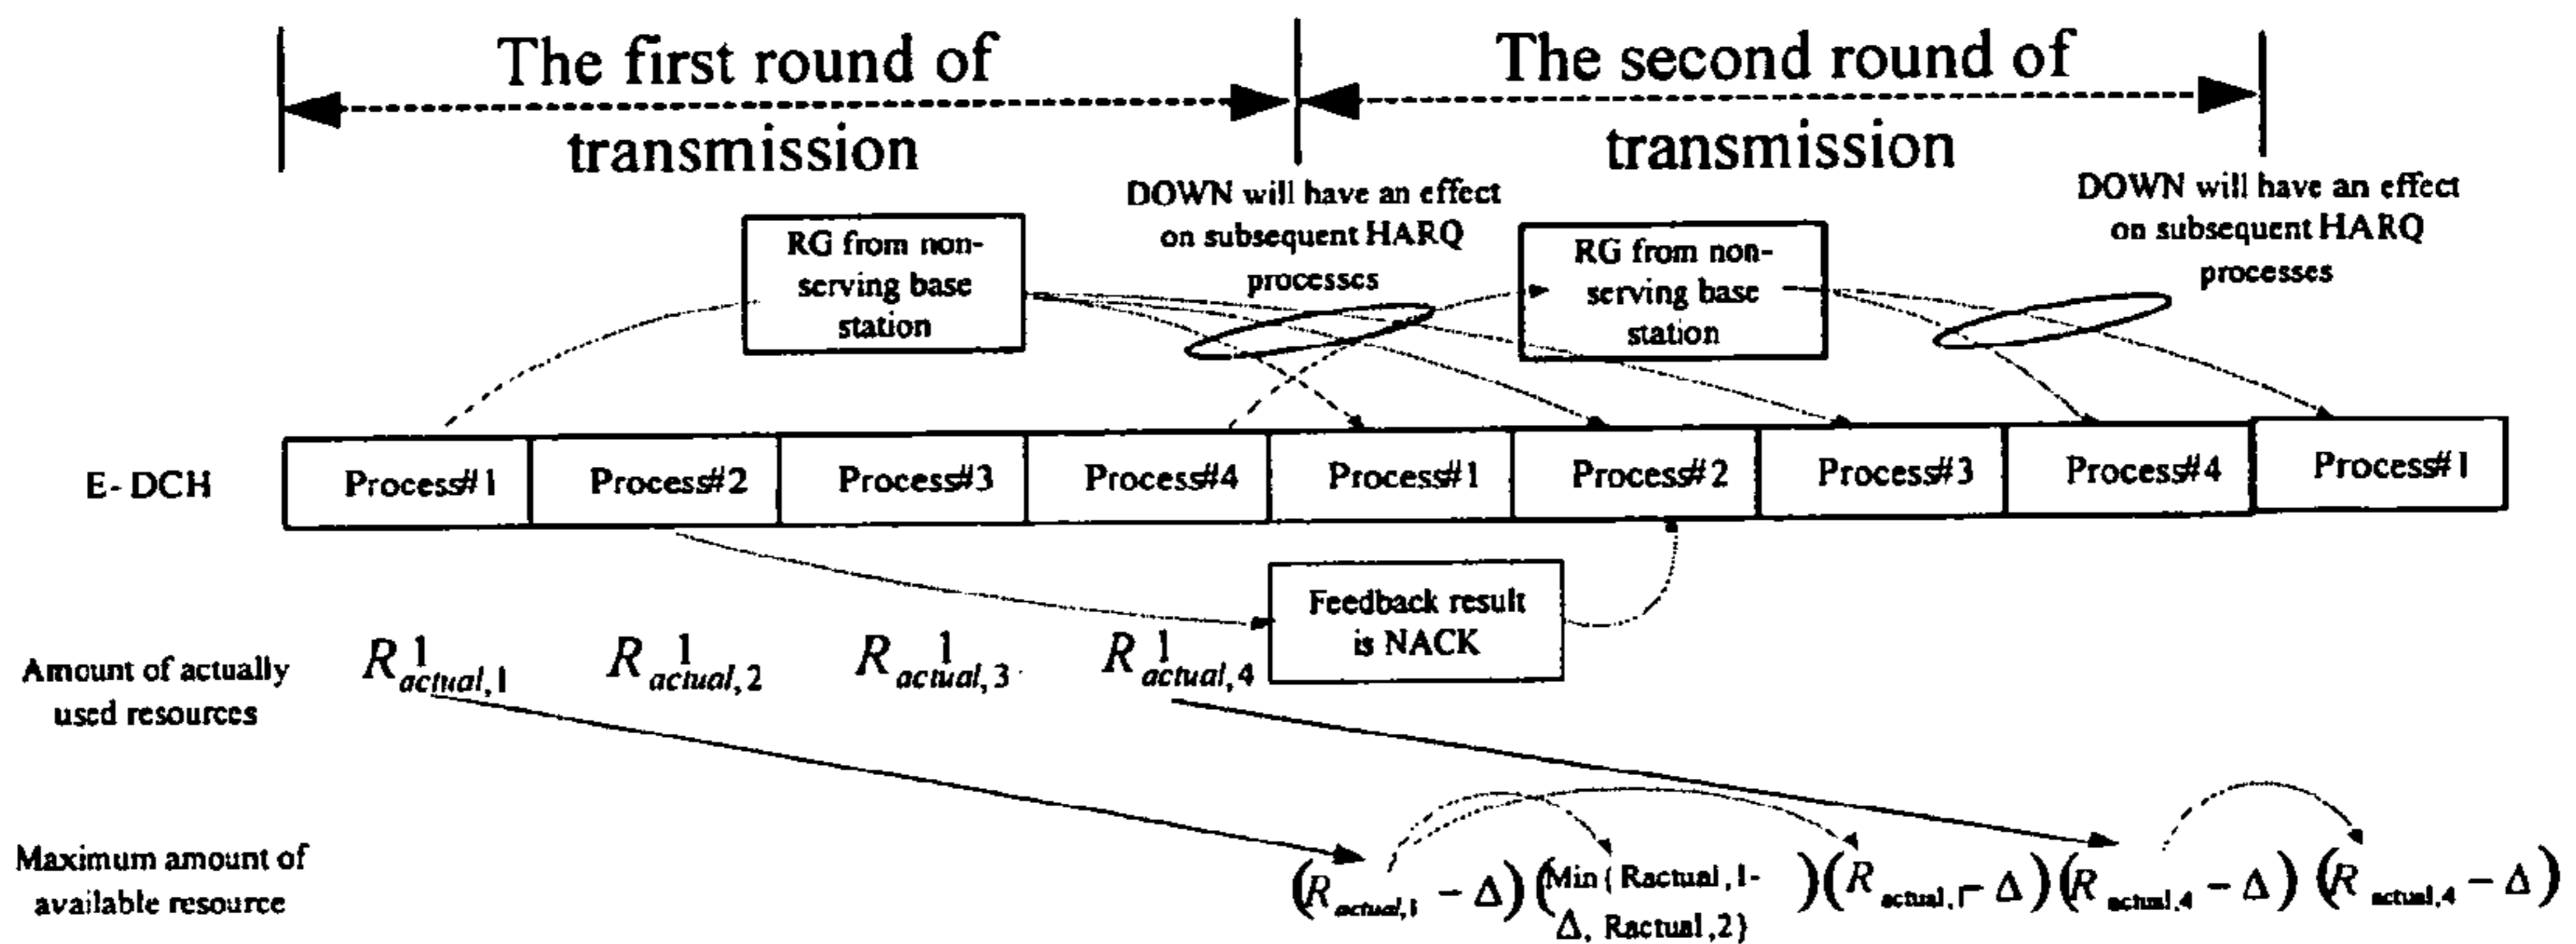 The first round of
transmission
The second round of
transmission
DOWN will have an effect
on subsequent HARQ
processes
DOWN will have an effect
on subsequent HARQ
processes
RG from non-
serving base
station
RG from non-
serving base
station
E- DCH
Process#1 Process#2 Process#3 Process#4 Process#1 Process#2 Process#3 Process#4 Process#1
Feedback result
is NACK
Amount of actually
used resources
R¹actual,1 R¹actual,2 R¹actual,3 R¹actual,4
Maximum amount of
available resource
(Ractual,1 − Δ) (Min{ Ractual,1-
Δ, Ractual,2} ) (Ractual,1− Δ) (Ractual,4 − Δ) (Ractual,4 − Δ)